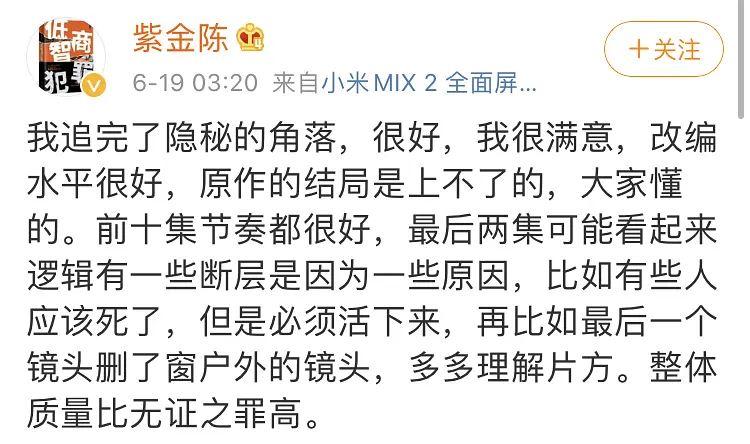 低智商犯罪
紫金陈
＋关注
6-19 03:20 来自小米MIX 2 全面屏...
我追完了隐秘的角落，很好，我很满意，改编
水平很好，原作的结局是上不了的，大家懂
的。前十集节奏都很好，最后两集可能看起来
逻辑有一些断层是因为一些原因，比如有些人
应该死了，但是必须活下来，再比如最后一个
镜头删了窗户外的镜头，多多理解片方。整体
质量比无证之罪高。